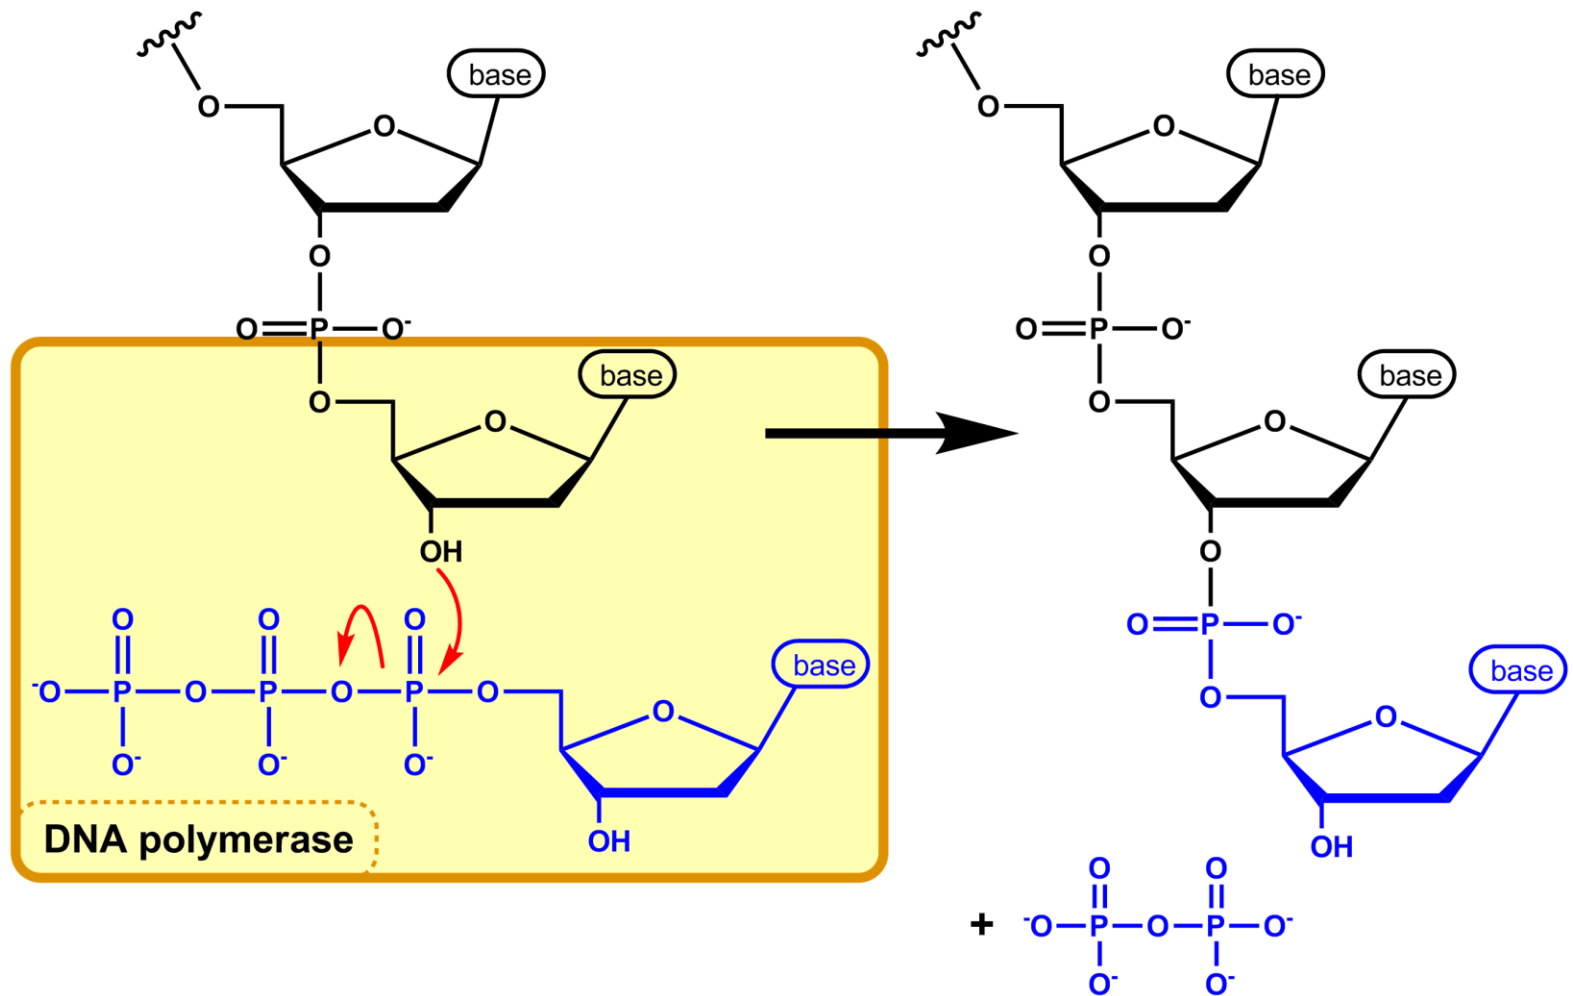 base base
O O O O
O O
O P O- O P O-
base base
O O O O
OH O
O O O O P O-
base base
-O P O P O P O O O
O O
O- O- O-
DNA polymerase
OH OH
O O
+ -O P O P O-
O- O-